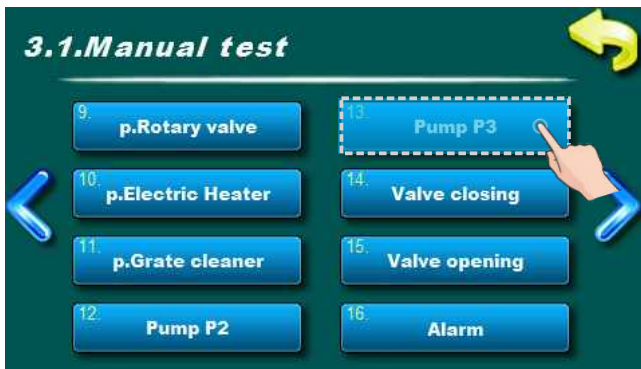 3.1.Manual test
9.
p.Rotary valve
10.
p.Electric Heater
11.
p.Grate cleaner
12.
Pump P2
13.
Pump P3
14.
Valve closing
15.
Valve opening
16.
Alarm